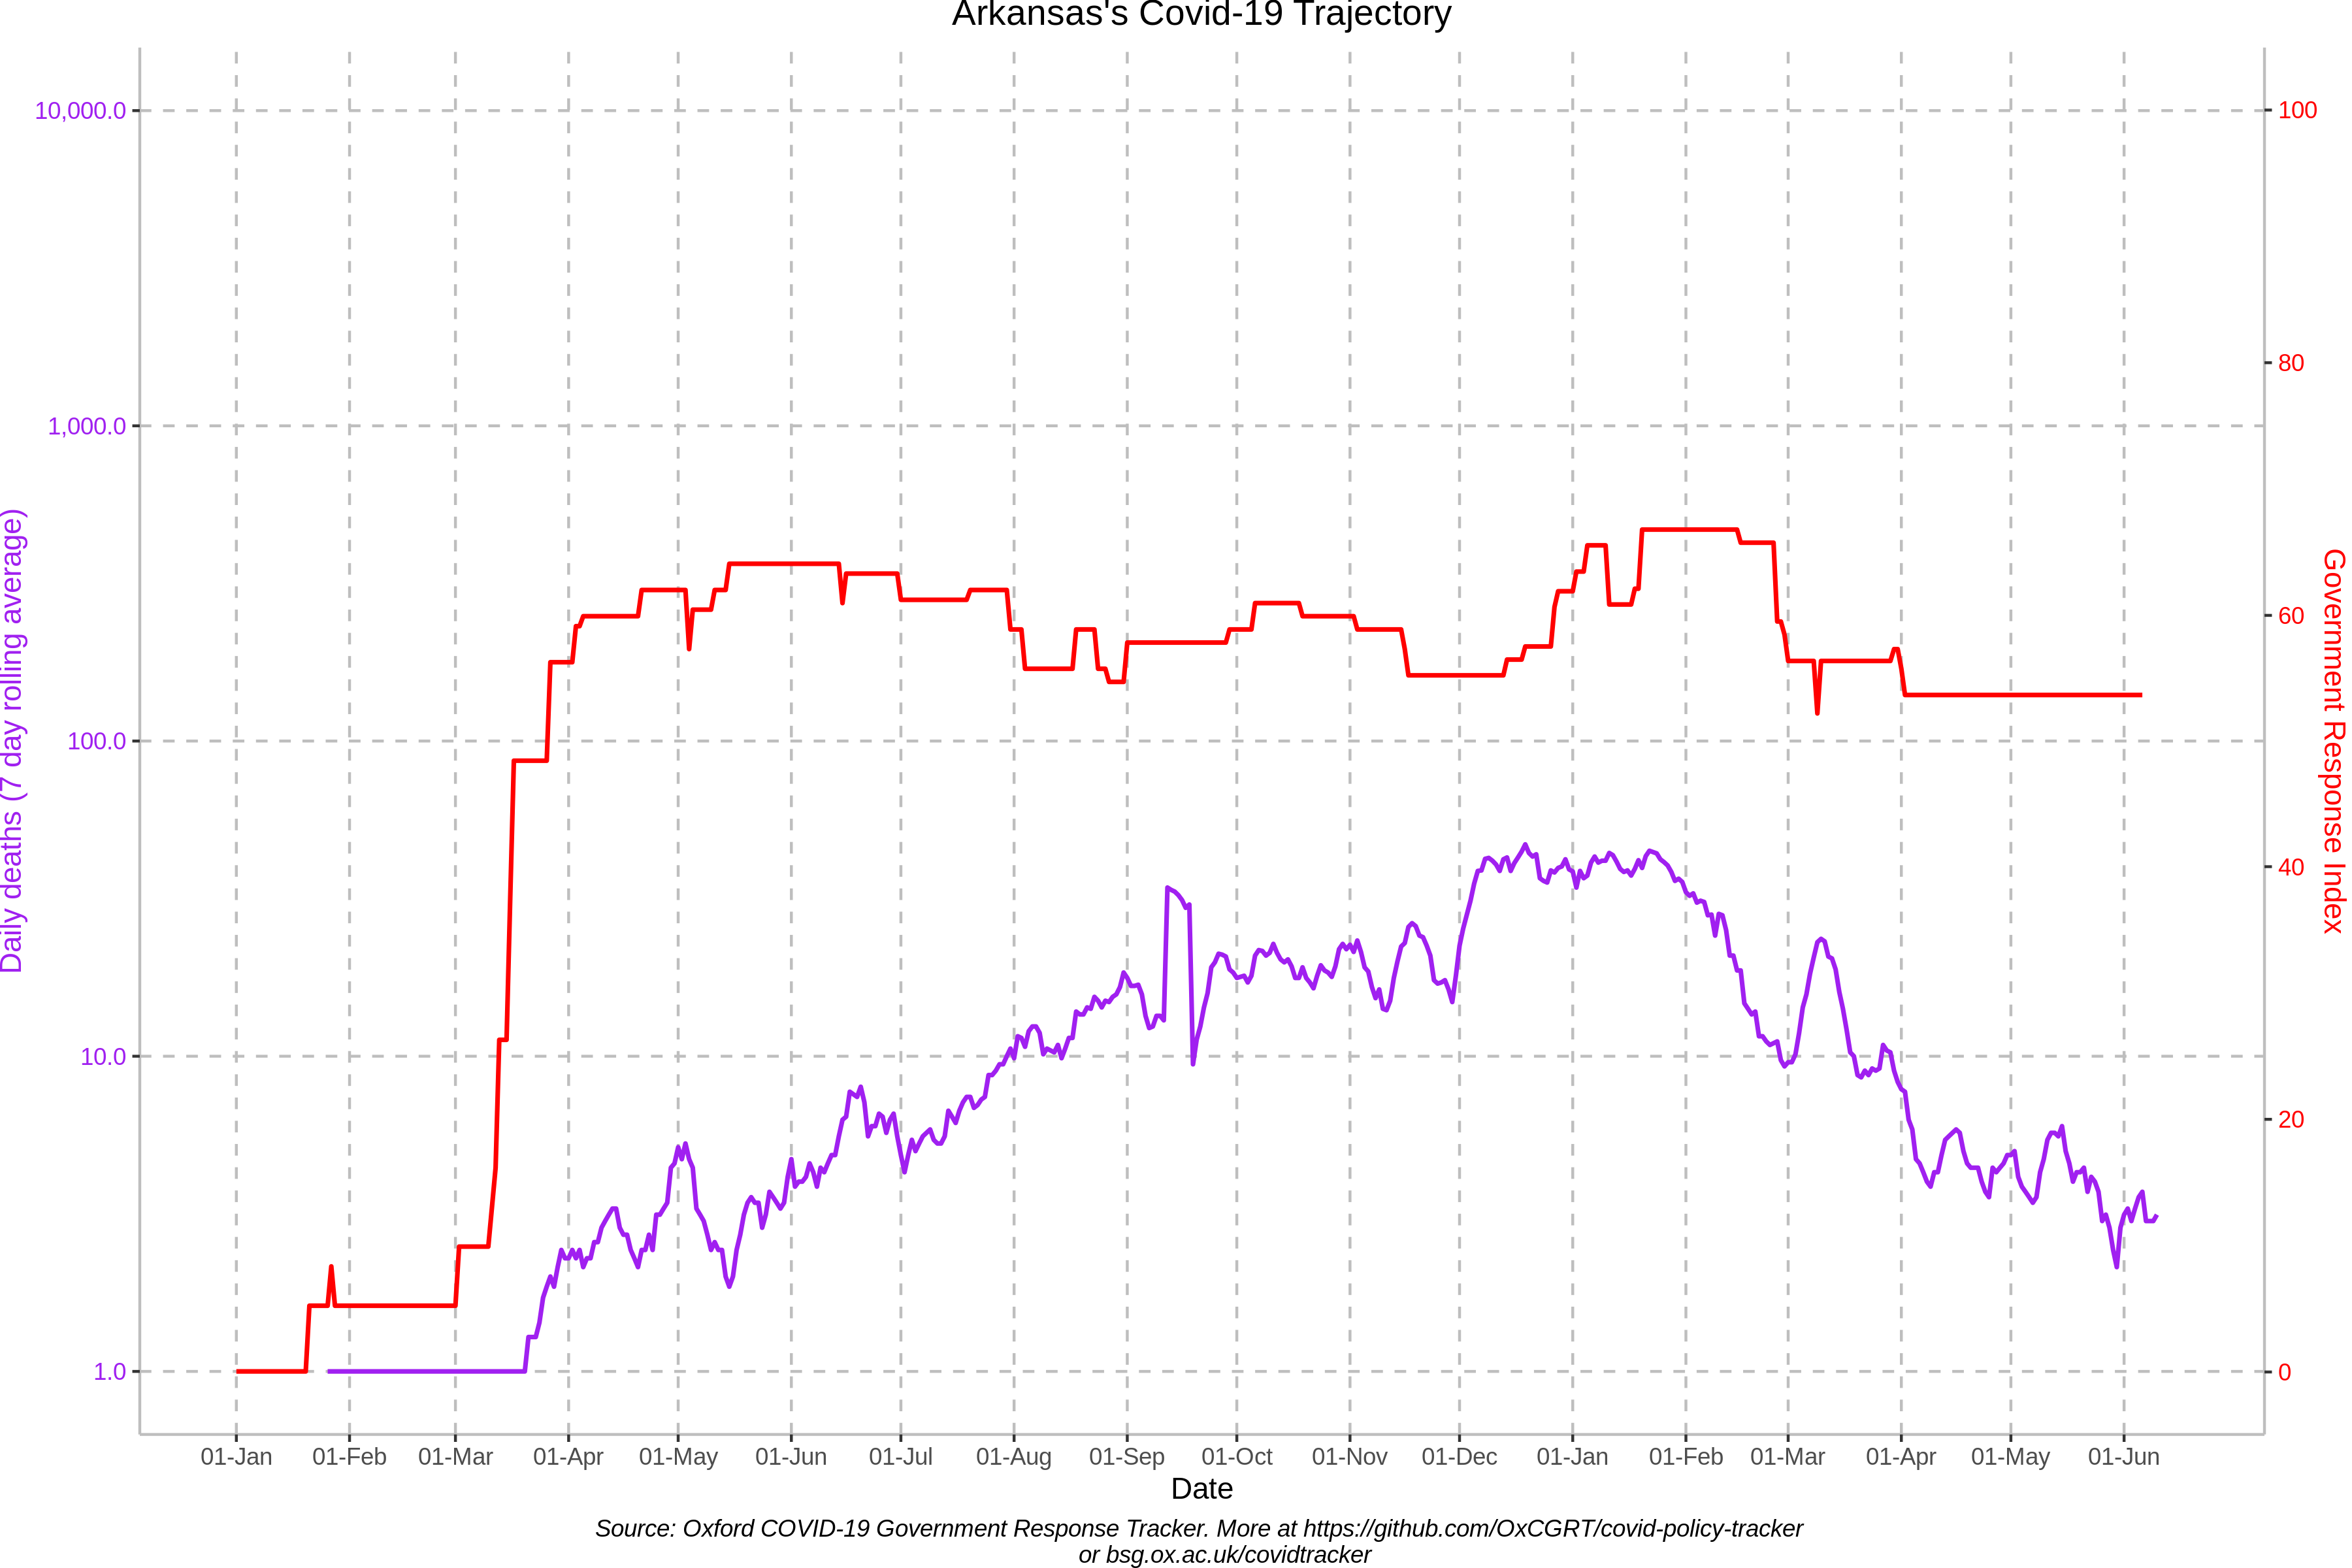 Arkansas's Covid-19 Trajectory
10,000.0
1,000.0
100.0
10.0
1.0
Daily deaths (7 day rolling average)
100
80
60
40
20
0
Government Response Index
01-Jan 01-Feb 01-Mar 01-Apr 01-May 01-Jun 01-Jul 01-Aug 01-Sep 01-Oct 01-Nov 01-Dec 01-Jan 01-Feb 01-Mar 01-Apr 01-May 01-Jun
Date
Source: Oxford COVID-19 Government Response Tracker. More at https://github.com/OxCGRT/covid-policy-tracker
or bsg.ox.ac.uk/covidtracker